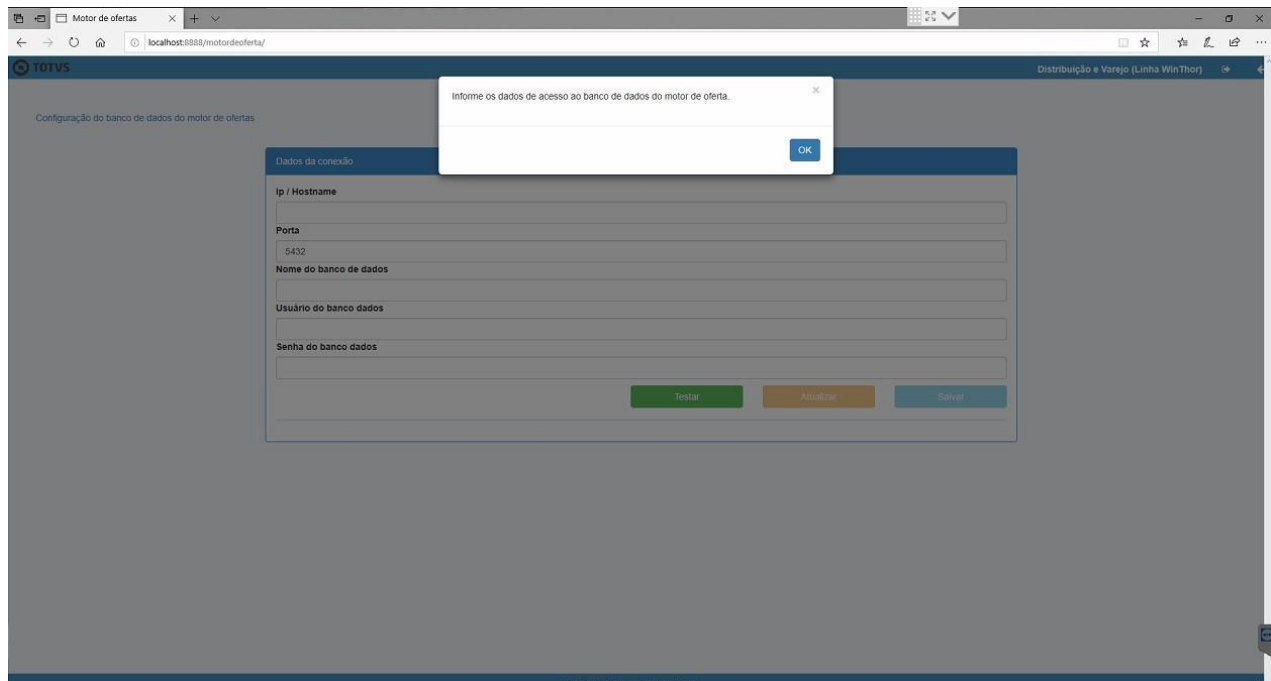 Motor de ofertas
localhost:8888/motordeoferta/
TOTVS
Distribuição e Varejo (Linha WinThor)
Informe os dados de acesso ao banco de dados do motor de oferta.
OK
Configuração do banco de dados do motor de ofertas
Dados da conexão
Ip / Hostname
Porta
5432
Nome do banco de dados
Usuário do banco dados
Senha do banco dados
Testar Atualizar Salvar